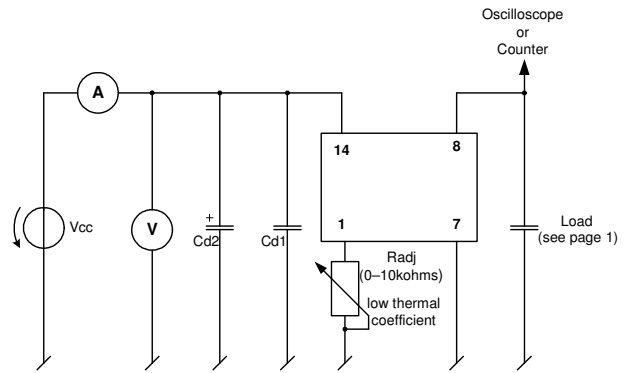 Oscilloscope
or
Counter
A
14
8
Vcc
V
+
Cd2
Cd1
1
7
Load
(see page 1)
Radj
(0–10kohms)
low thermal
coefficient